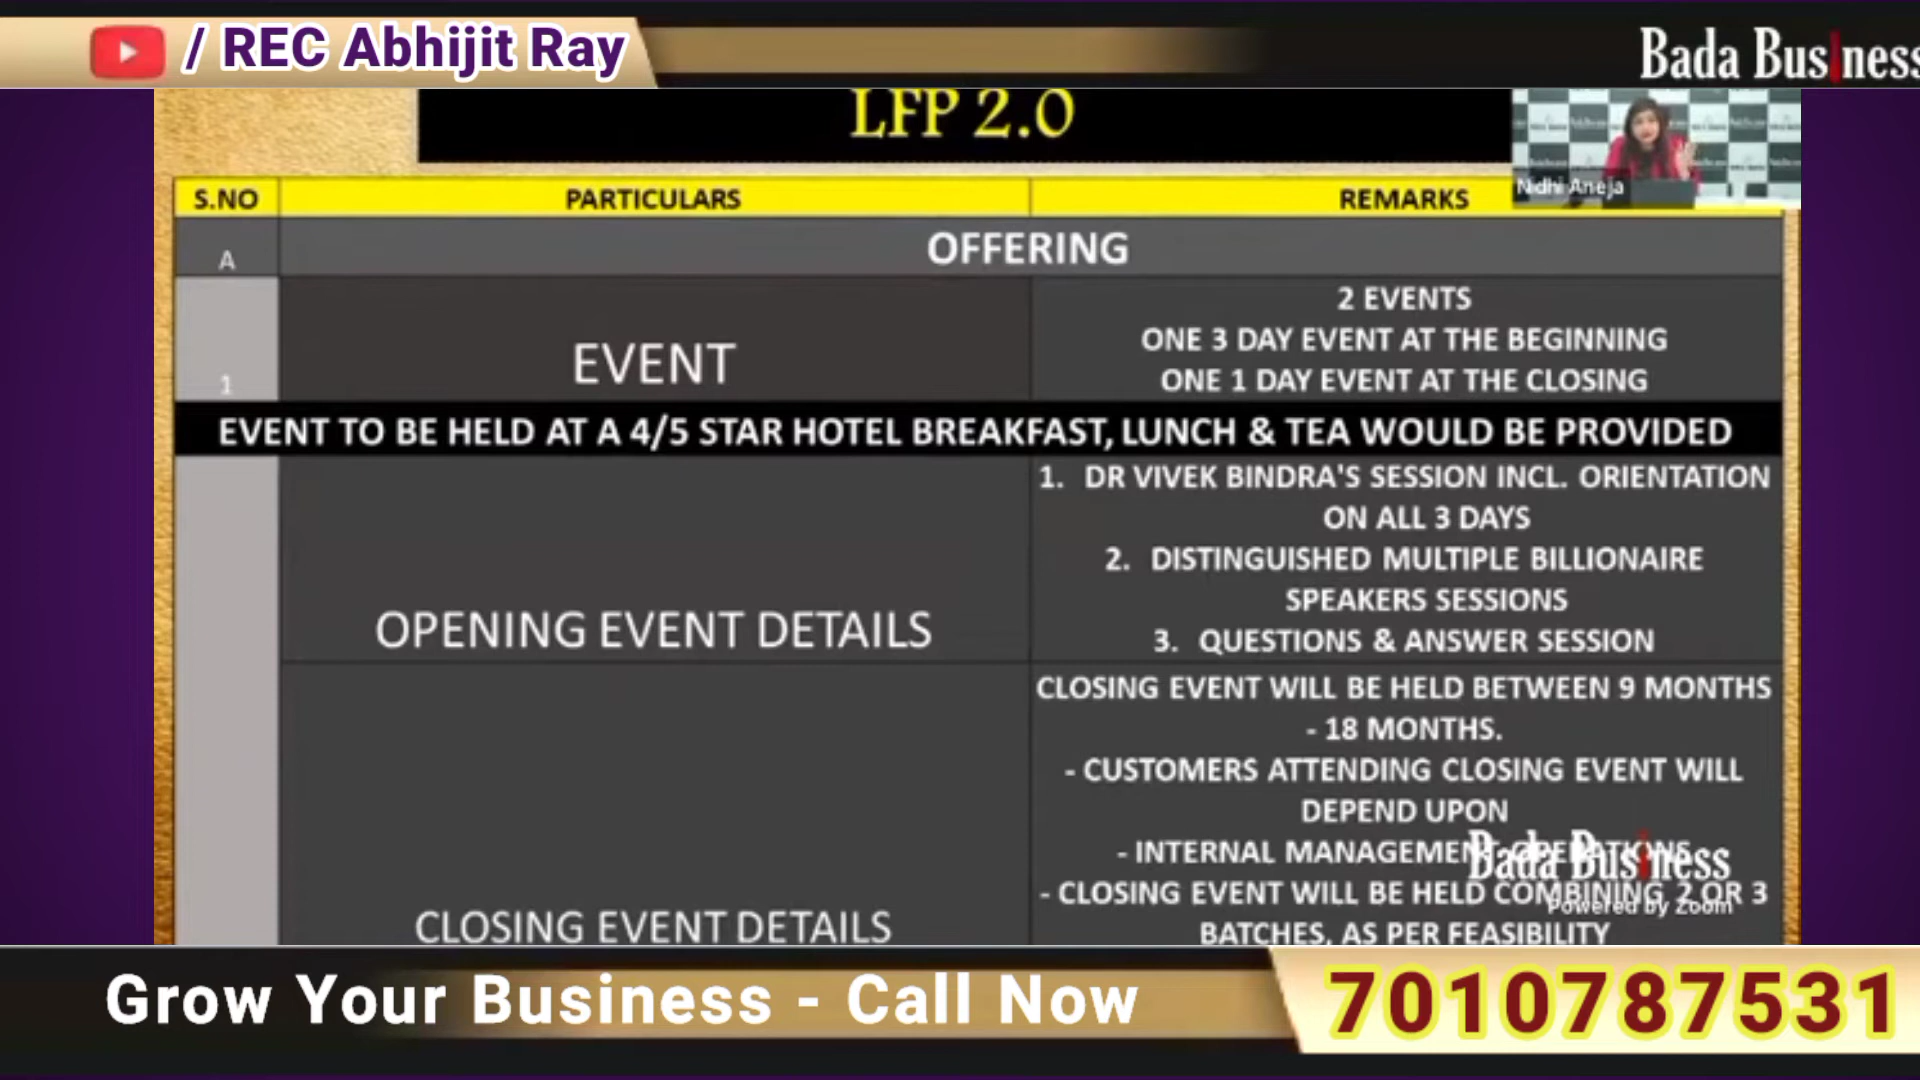 / REC Abhijit Ray
Bada Business
LFP 2.0
Nidhi Aneja
S.NO PARTICULARS REMARKS
A OFFERING
1 EVENT
2 EVENTS
ONE 3 DAY EVENT AT THE BEGINNING
ONE 1 DAY EVENT AT THE CLOSING
EVENT TO BE HELD AT A 4/5 STAR HOTEL BREAKFAST, LUNCH & TEA WOULD BE PROVIDED
OPENING EVENT DETAILS
1. DR VIVEK BINDRA'S SESSION INCL. ORIENTATION
ON ALL 3 DAYS
2. DISTINGUISHED MULTIPLE BILLIONAIRE
SPEAKERS SESSIONS
3. QUESTIONS & ANSWER SESSION
CLOSING EVENT DETAILS
CLOSING EVENT WILL BE HELD BETWEEN 9 MONTHS
- 18 MONTHS.
- CUSTOMERS ATTENDING CLOSING EVENT WILL
DEPEND UPON
- INTERNAL MANAGEMENT OPERATIONS
- CLOSING EVENT WILL BE HELD COMBINING 2 OR 3
BATCHES, AS PER FEASIBILITY
Bada Business
Powered by Zoom
Grow Your Business - Call Now
7010787531